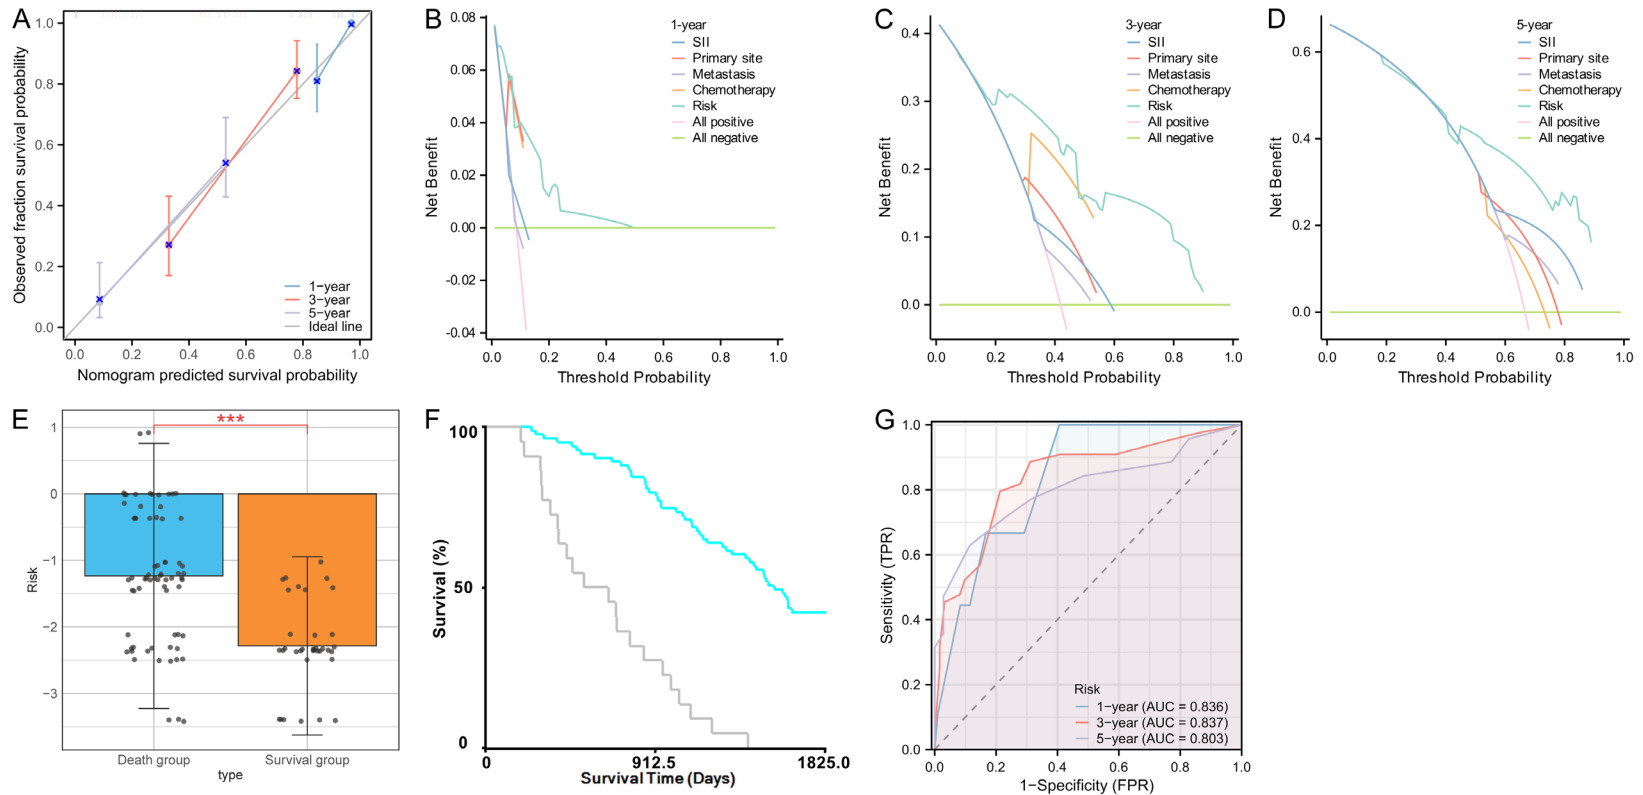 A
Observed fraction survival probability
1.0
0.8
0.6
0.4
0.2
0.0
1−year
3−year
5−year
Ideal line
0.0 0.2 0.4 0.6 0.8 1.0
Nomogram predicted survival probability
B
Net Benefit
0.08
0.06
0.04
0.02
0.00
-0.02
-0.04
1-year
SII
Primary site
Metastasis
Chemotherapy
Risk
All positive
All negative
0.0 0.2 0.4 0.6 0.8 1.0
Threshold Probability
C
Net Benefit
0.4
0.3
0.2
0.1
0.0
3-year
SII
Primary site
Metastasis
Chemotherapy
Risk
All positive
All negative
0.0 0.2 0.4 0.6 0.8 1.0
Threshold Probability
D
Net Benefit
0.6
0.4
0.2
0.0
5-year
SII
Primary site
Metastasis
Chemotherapy
Risk
All positive
All negative
0.0 0.2 0.4 0.6 0.8 1.0
Threshold Probability
E
Risk
1
0
−1
−2
−3
***
Death group Survival group
type
F
Survival (%)
100
50
0
0 912.5 1825.0
Survival Time (Days)
G
Sensitivity (TPR)
1.0
0.8
0.6
0.4
0.2
0.0
Risk
1−year (AUC = 0.836)
3−year (AUC = 0.837)
5−year (AUC = 0.803)
0.0 0.2 0.4 0.6 0.8 1.0
1−Specificity (FPR)